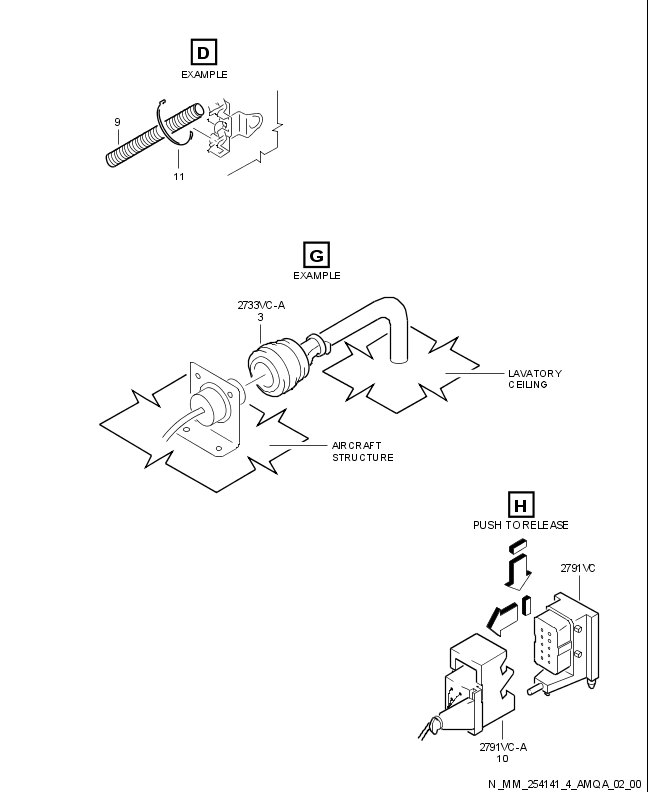 D
EXAMPLE
9
11
G
EXAMPLE
2733VC-A
3
LAVATORY
CEILING
AIRCRAFT
STRUCTURE
H
PUSH TO RELEASE
2791VC
2791VC-A
10
N_MM_254141_4_AMQA_02_00